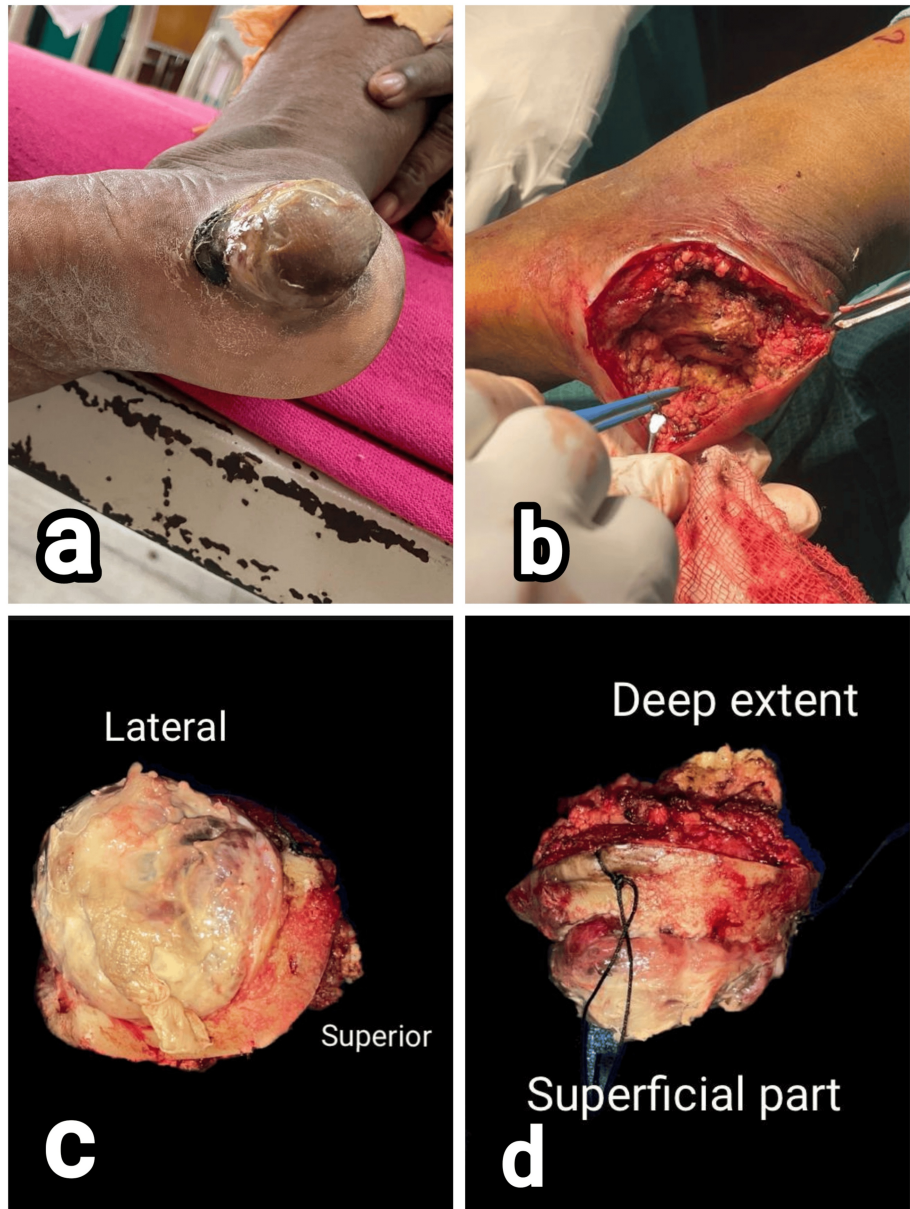 a
b
Lateral
Superior
c
Deep extent
Superficial part
d